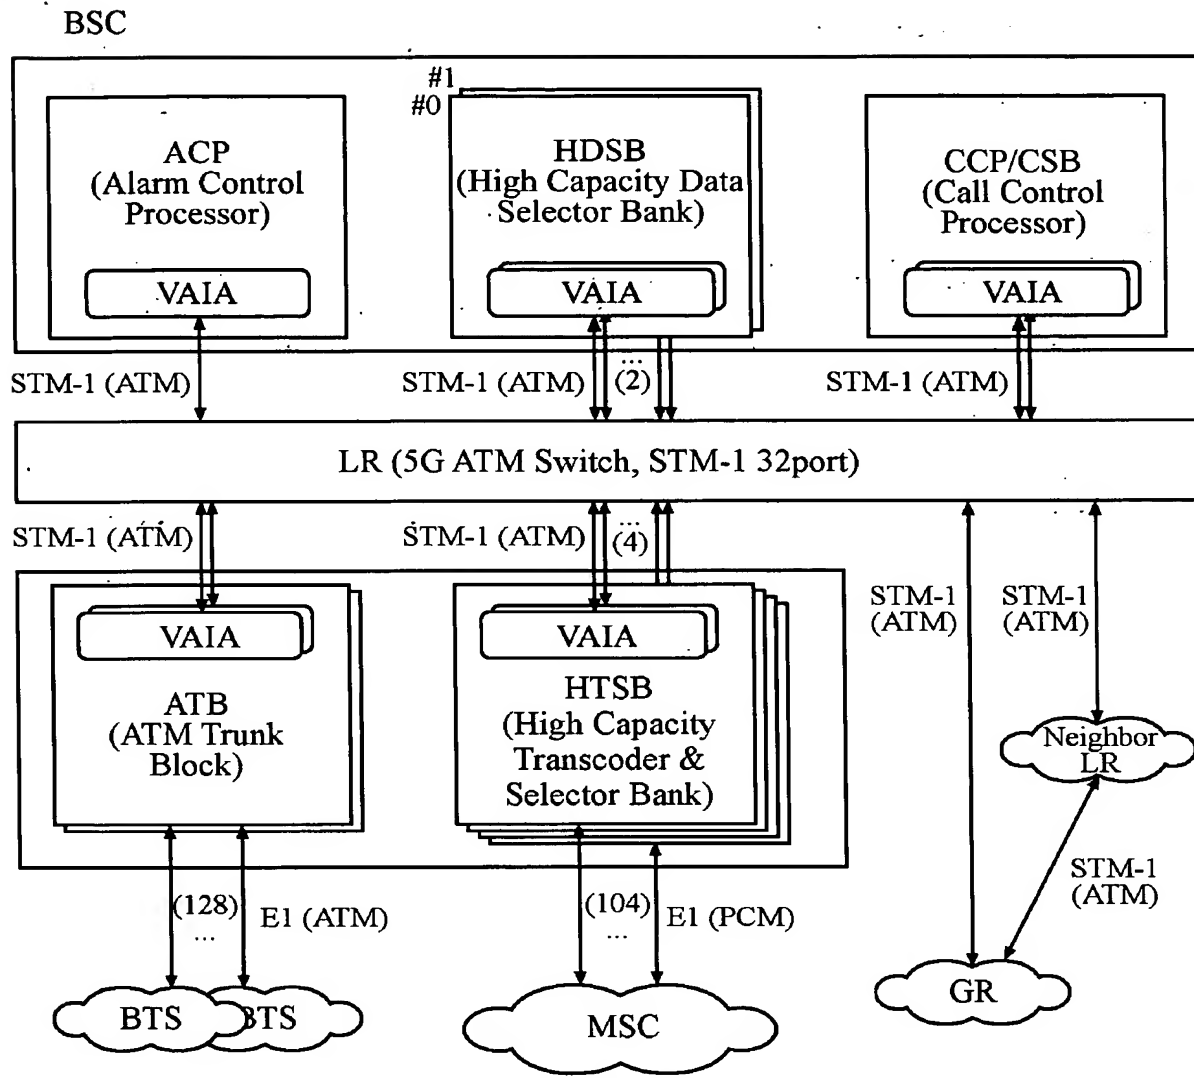 BSC
#1
#0
ACP
(Alarm Control
Processor)
VAIA
HDSB
(High Capacity Data
Selector Bank)
VAIA
CCP/CSB
(Call Control
Processor)
VAIA
STM-1 (ATM)
STM-1 (ATM)
...
(2)
STM-1 (ATM)
LR (5G ATM Switch, STM-1 32port)
STM-1 (ATM)
STM-1 (ATM)
...
(4)
VAIA
ATB
(ATM Trunk
Block)
VAIA
HTSB
(High Capacity
Transcoder &
Selector Bank)
STM-1
(ATM)
STM-1
(ATM)
Neighbor
LR
STM-1
(ATM)
(128)
...
E1 (ATM)
(104)
...
E1 (PCM)
BTS
BTS
MSC
GR